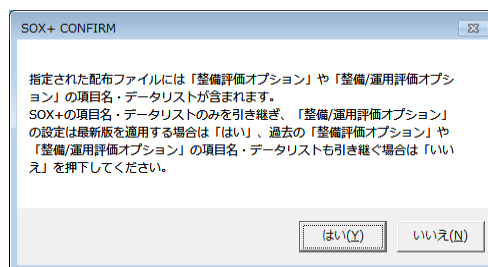 SOX+ CONFIRM
指定された配布ファイルには「整備評価オプション」や「整備/運用評価オプシ
ョン」の項目名・データリストが含まれます。
SOX+の項目名・データリストのみを引き継ぎ、「整備/運用評価オプション」
の設定は最新版を適用する場合は「はい」、過去の「整備評価オプション」や
「整備/運用評価オプション」の項目名・データリストも引き継ぐ場合は「いい
え」を押下してください。
はい(Y)
いいえ(N)